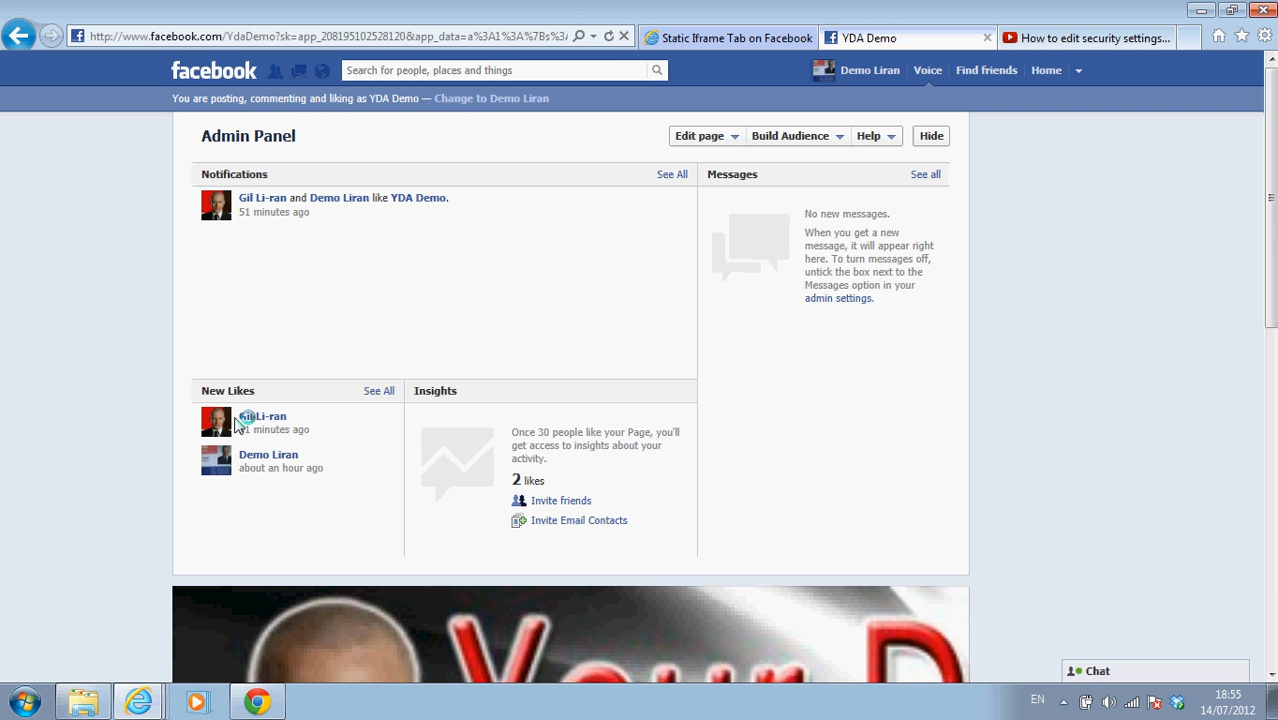 http://www.facebook.com/YdaDemo?sk=app_208195102528120&app_data=a%3A1%3A%7Bs%3A
Static Iframe Tab on Facebook
YDA Demo
How to edit security settings...
facebook
Search for people, places and things
Demo Liran
Voice
Find friends
Home
You are posting, commenting and liking as YDA Demo — Change to Demo Liran
Admin Panel
Edit page
Build Audience
Help
Hide
Notifications
See All
Messages
See all
Gil Li-ran and Demo Liran like YDA Demo.
51 minutes ago
No new messages.
When you get a new
message, it will appear right
here. To turn messages off,
untick the box next to the
Messages option in your
admin settings.
New Likes
See All
Insights
Gil Li-ran
51 minutes ago
Demo Liran
about an hour ago
Once 30 people like your Page, you'll
get access to insights about your
activity.
2 likes
Invite friends
Invite Email Contacts
Your D
Chat
EN
18:55
14/07/2012